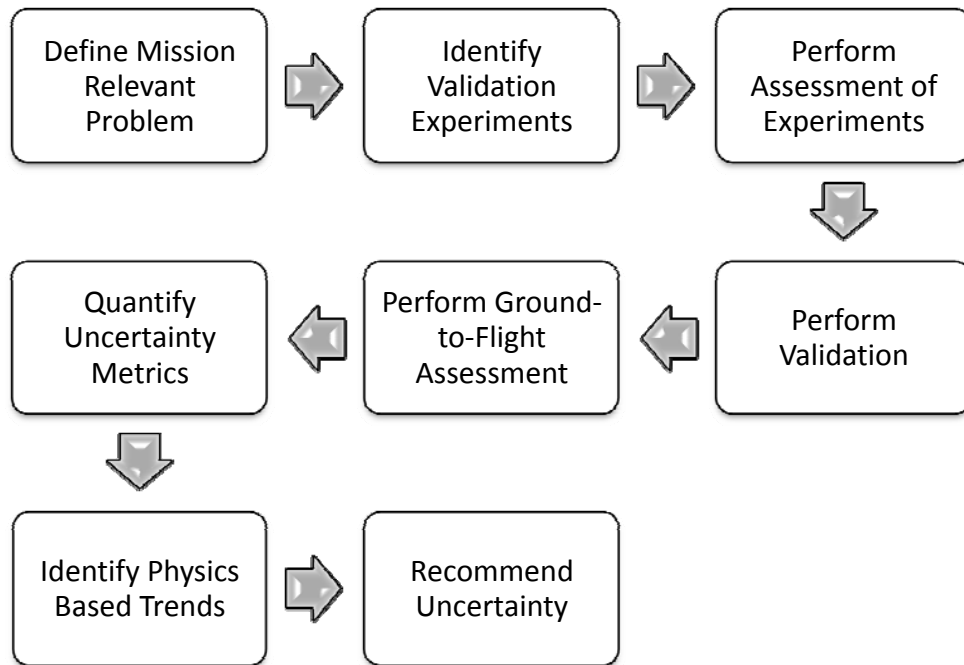 Define Mission
Relevant
Problem
Identify
Validation
Experiments
Perform
Assessment of
Experiments
Perform
Validation
Perform Ground-
to-Flight
Assessment
Quantify
Uncertainty
Metrics
Identify Physics
Based Trends
Recommend
Uncertainty